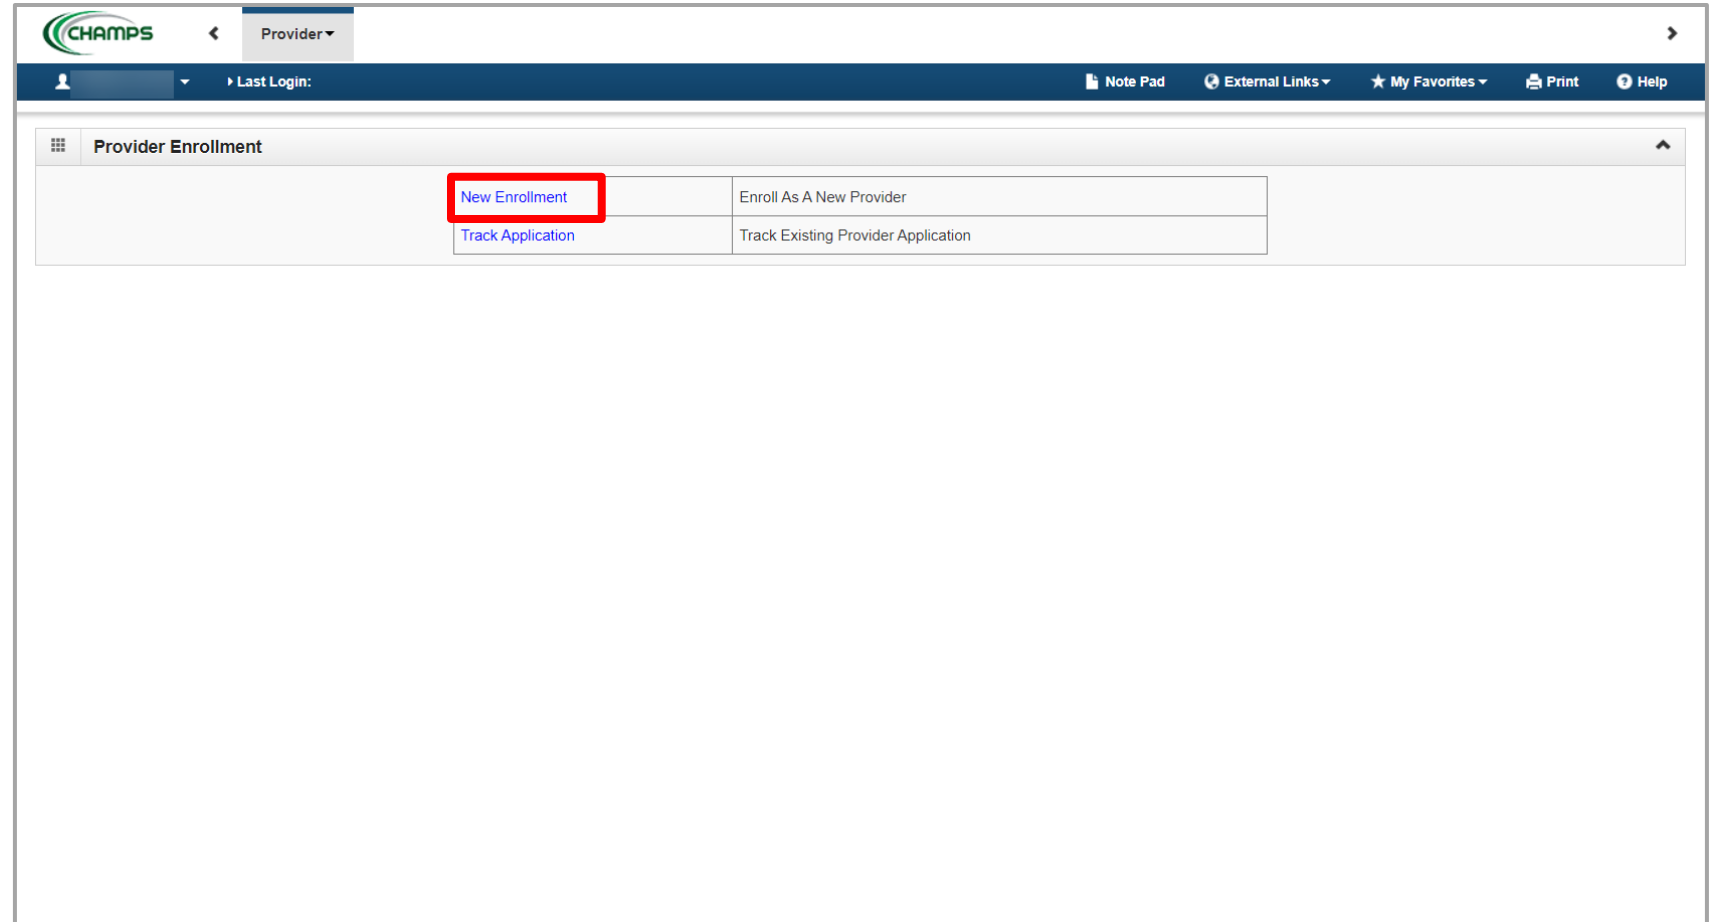 CHAMPS Provider
Last Login: Note Pad External Links My Favorites Print Help
Provider Enrollment
New Enrollment Enroll As A New Provider
Track Application Track Existing Provider Application